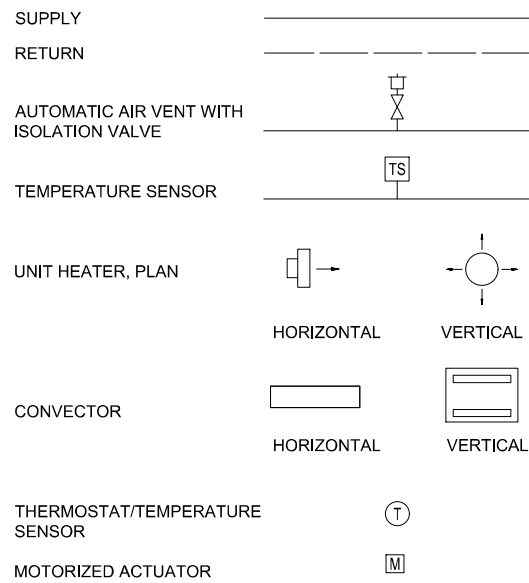 SUPPLY
RETURN
AUTOMATIC AIR VENT WITH
ISOLATION VALVE
TS
TEMPERATURE SENSOR
UNIT HEATER, PLAN
HORIZONTAL VERTICAL
CONVECTOR
HORIZONTAL VERTICAL
THERMOSTAT/TEMPERATURE
SENSOR
T
MOTORIZED ACTUATOR
M